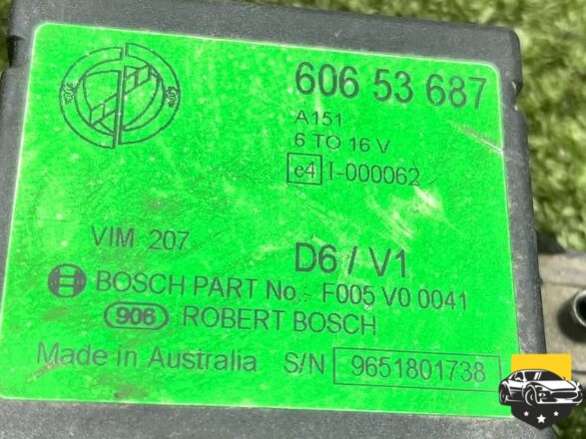 606 53 687
A151
6 TO 16 V
e4 I-000062
VIM 207
D6 / V1
BOSCH PART No.- F005 V0 0041
906 ROBERT BOSCH
Made in Australia S/N 9651801738